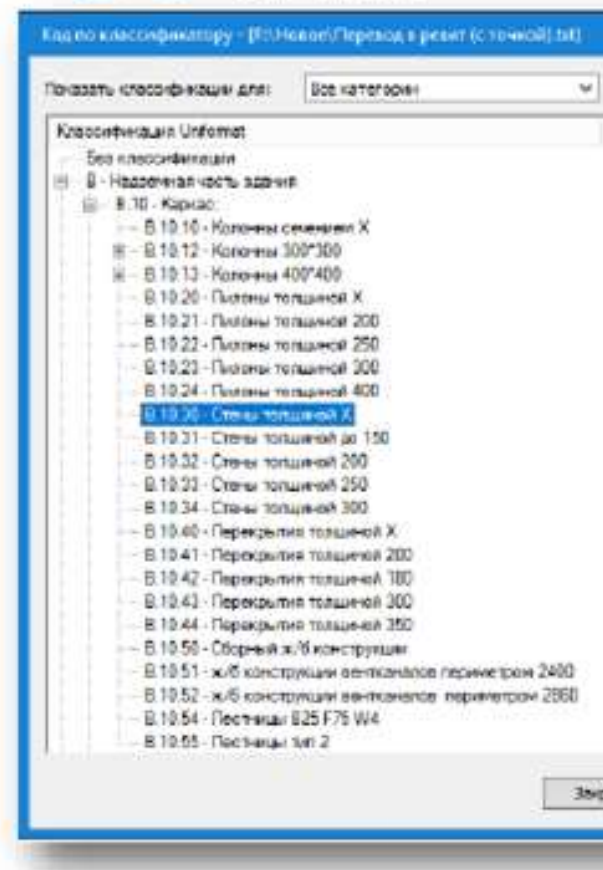 Код по классификатору - [F:\Новое\Перевод в ревит (с точкой).txt]
Показать классификации для: Все категории
Классификация Uniformat
Без классификации
B - Надземная часть здания
B.10 - Каркас
B.10.10 - Колонны сечением X
B.10.12 - Колонны 300*300
B.10.13 - Колонны 400*400
B.10.20 - Пилоны толщиной X
B.10.21 - Пилоны толщиной 200
B.10.22 - Пилоны толщиной 250
B.10.23 - Пилоны толщиной 300
B.10.24 - Пилоны толщиной 400
B.10.30 - Стены толщиной X
B.10.31 - Стены толщиной до 150
B.10.32 - Стены толщиной 200
B.10.33 - Стены толщиной 250
B.10.34 - Стены толщиной 300
B.10.40 - Перекрытия толщиной X
B.10.41 - Перекрытия толщиной 200
B.10.42 - Перекрытия толщиной 180
B.10.43 - Перекрытия толщиной 300
B.10.44 - Перекрытия толщиной 350
B.10.50 - Сборный ж/б конструкции
B.10.51 - ж/б конструкции вентканалов периметром 2400
B.10.52 - ж/б конструкции вентканалов периметром 2860
B.10.54 - Лестницы B25 F75 W4
B.10.55 - Лестницы тип 2